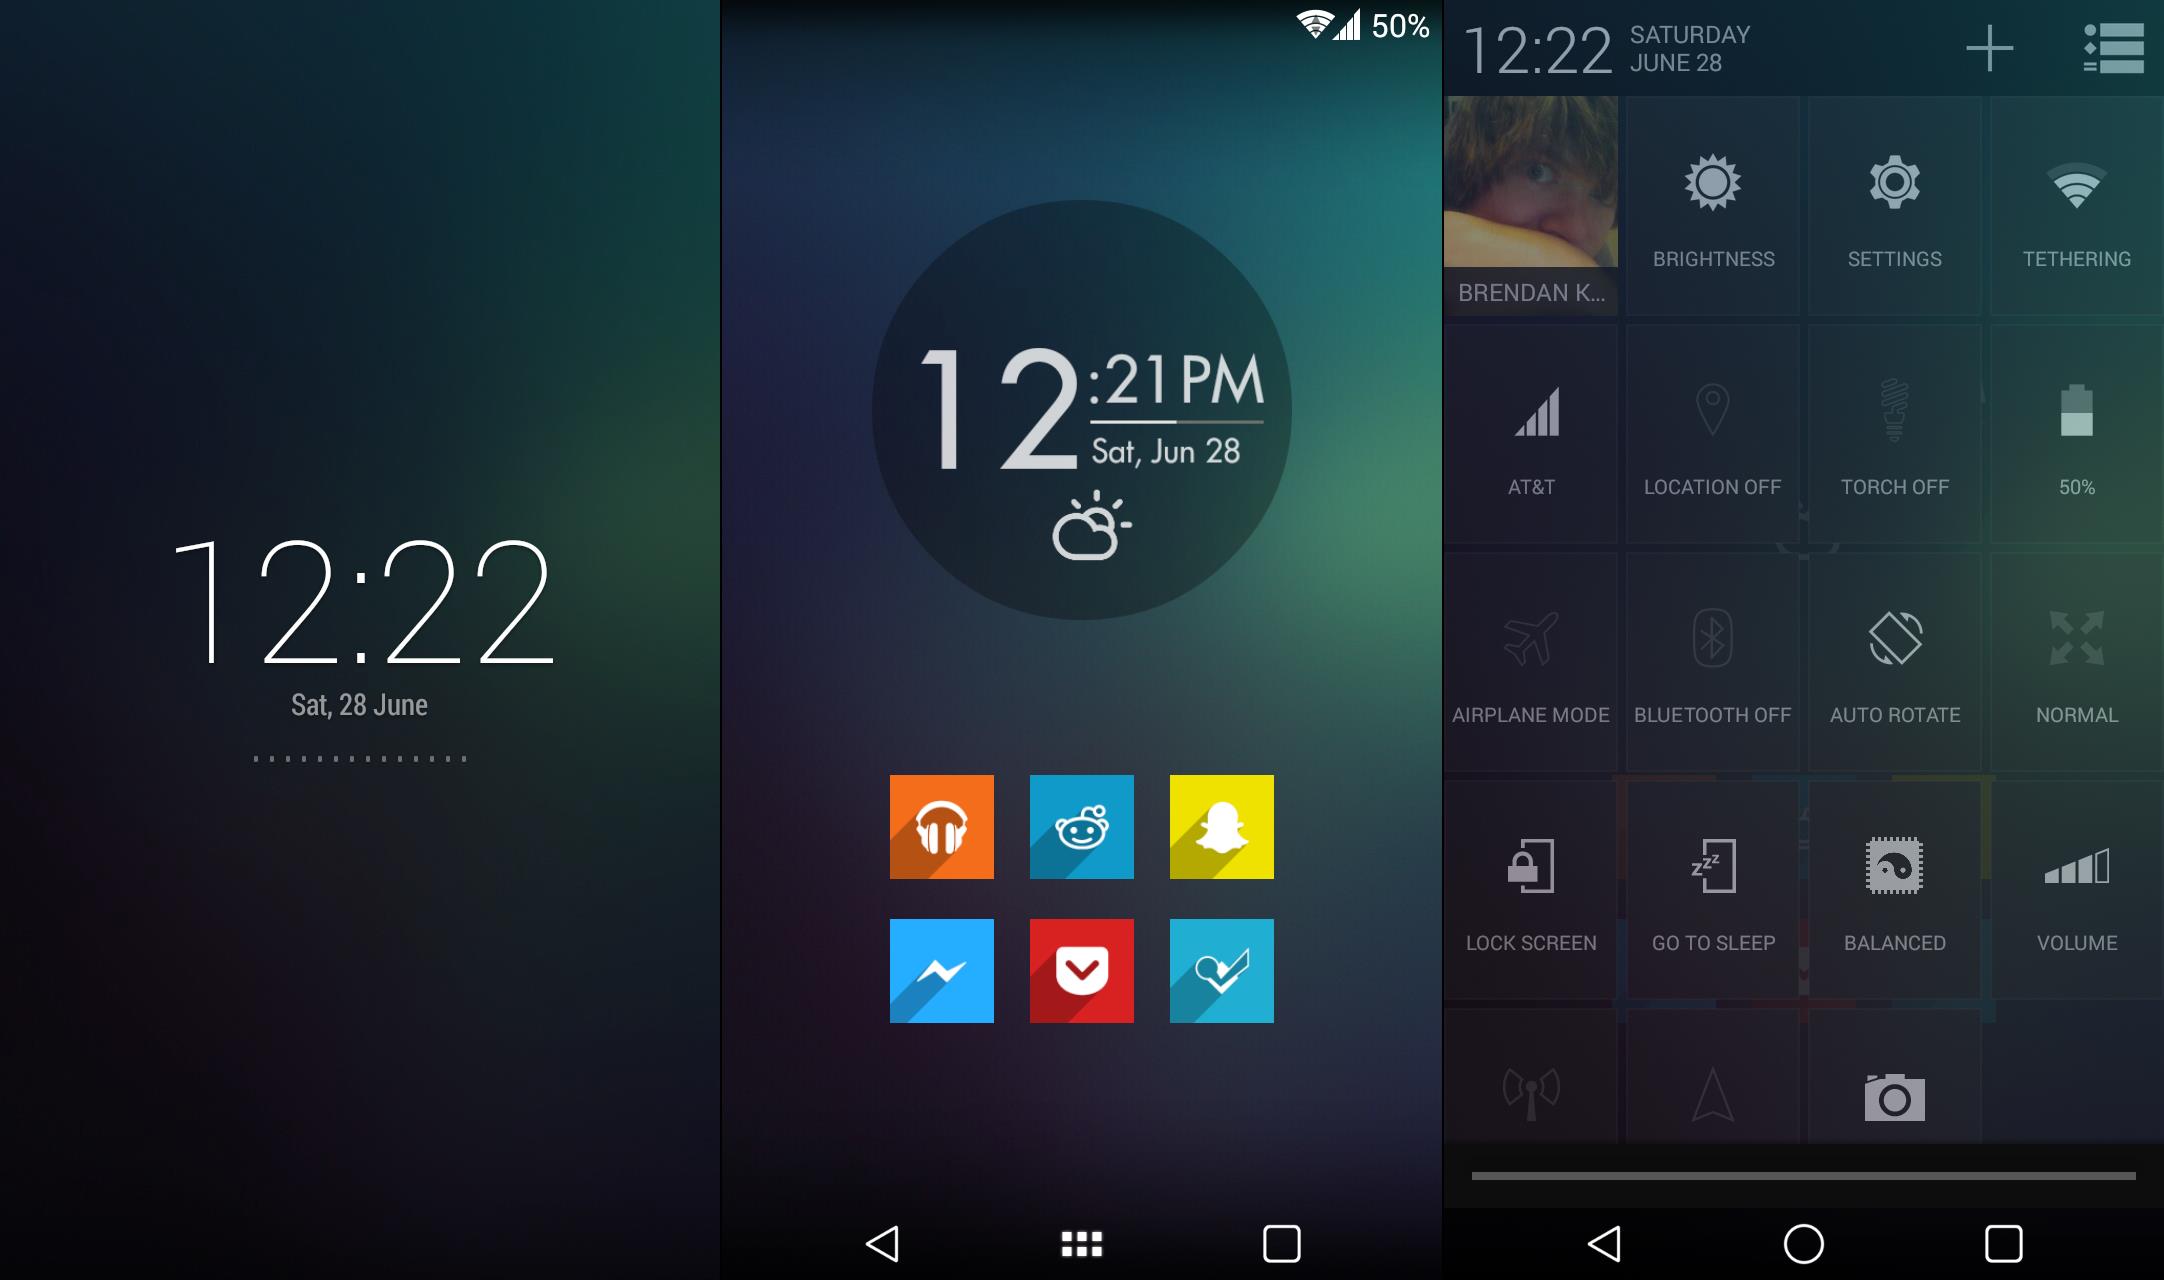 12:22
Sat, 28 June
50%
12:21 PM
Sat, Jun 28
12:22
SATURDAY
JUNE 28
BRENDAN K...
BRIGHTNESS
SETTINGS
TETHERING
AT&T
LOCATION OFF
TORCH OFF
50%
AIRPLANE MODE
BLUETOOTH OFF
AUTO ROTATE
NORMAL
LOCK SCREEN
zzz
GO TO SLEEP
BALANCED
VOLUME